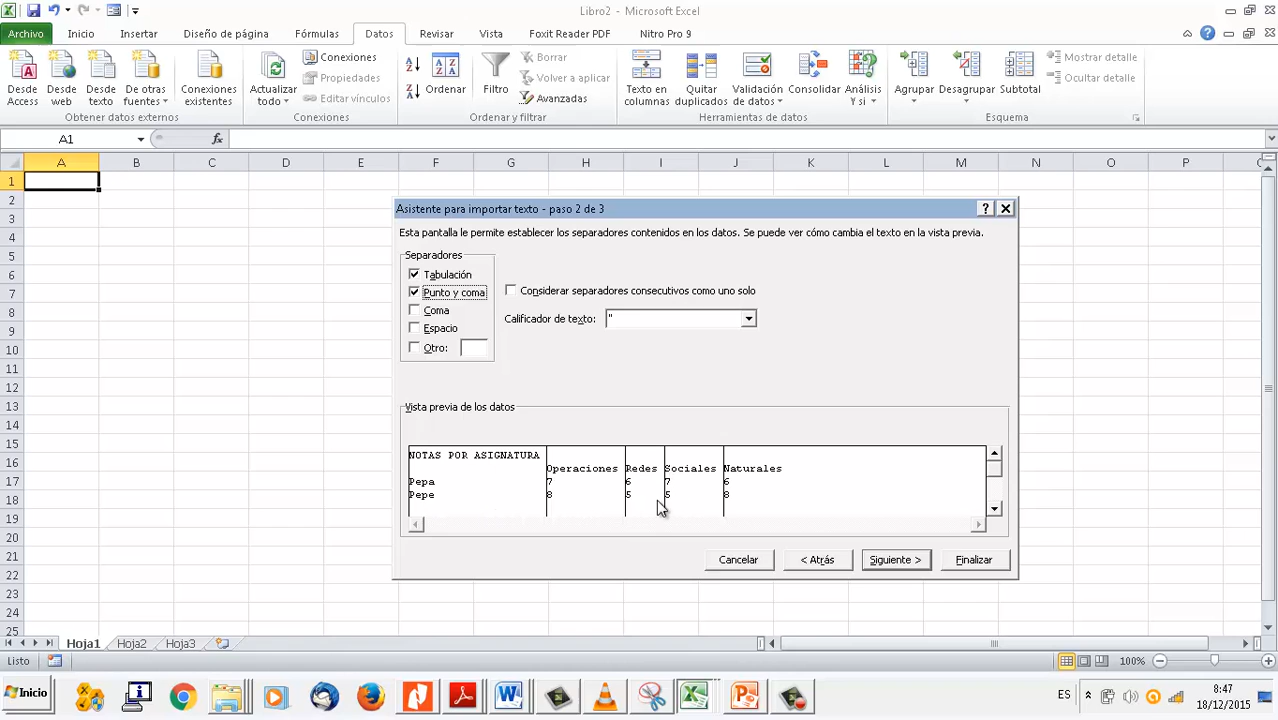 Libro2 - Microsoft Excel
Archivo Inicio Insertar Diseño de página Fórmulas Datos Revisar Vista Foxit Reader PDF Nitro Pro 9
Desde Access
Desde web
Desde texto
De otras fuentes
Conexiones existentes
Obtener datos externos
Actualizar todo
Conexiones
Propiedades
Editar vínculos
Conexiones
Ordenar
Filtro
Borrar
Volver a aplicar
Avanzadas
Ordenar y filtrar
Texto en columnas
Quitar duplicados
Validación de datos
Consolidar
Análisis Y si
Herramientas de datos
Agrupar
Desagrupar
Subtotal
Mostrar detalle
Ocultar detalle
Esquema
A1 fx
A B C D E F G H I J K L M N O P
1
2
3
4
5
6
7
8
9
10
11
12
13
14
15
16
17
18
19
20
21
22
23
24
25
Asistente para importar texto - paso 2 de 3
Esta pantalla le permite establecer los separadores contenidos en los datos. Se puede ver cómo cambia el texto en la vista previa.
Separadores
Tabulación
Punto y coma
Coma
Espacio
Otro:
Considerar separadores consecutivos como uno solo
Calificador de texto: "
Vista previa de los datos
NOTAS POR ASIGNATURA
Operaciones Redes Sociales Naturales
Pepa 7 6 7 6
Pepe 8 5 5 8
Cancelar < Atrás Siguiente > Finalizar
Hoja1 Hoja2 Hoja3
Listo 100%
Inicio ES 8:47
18/12/2015